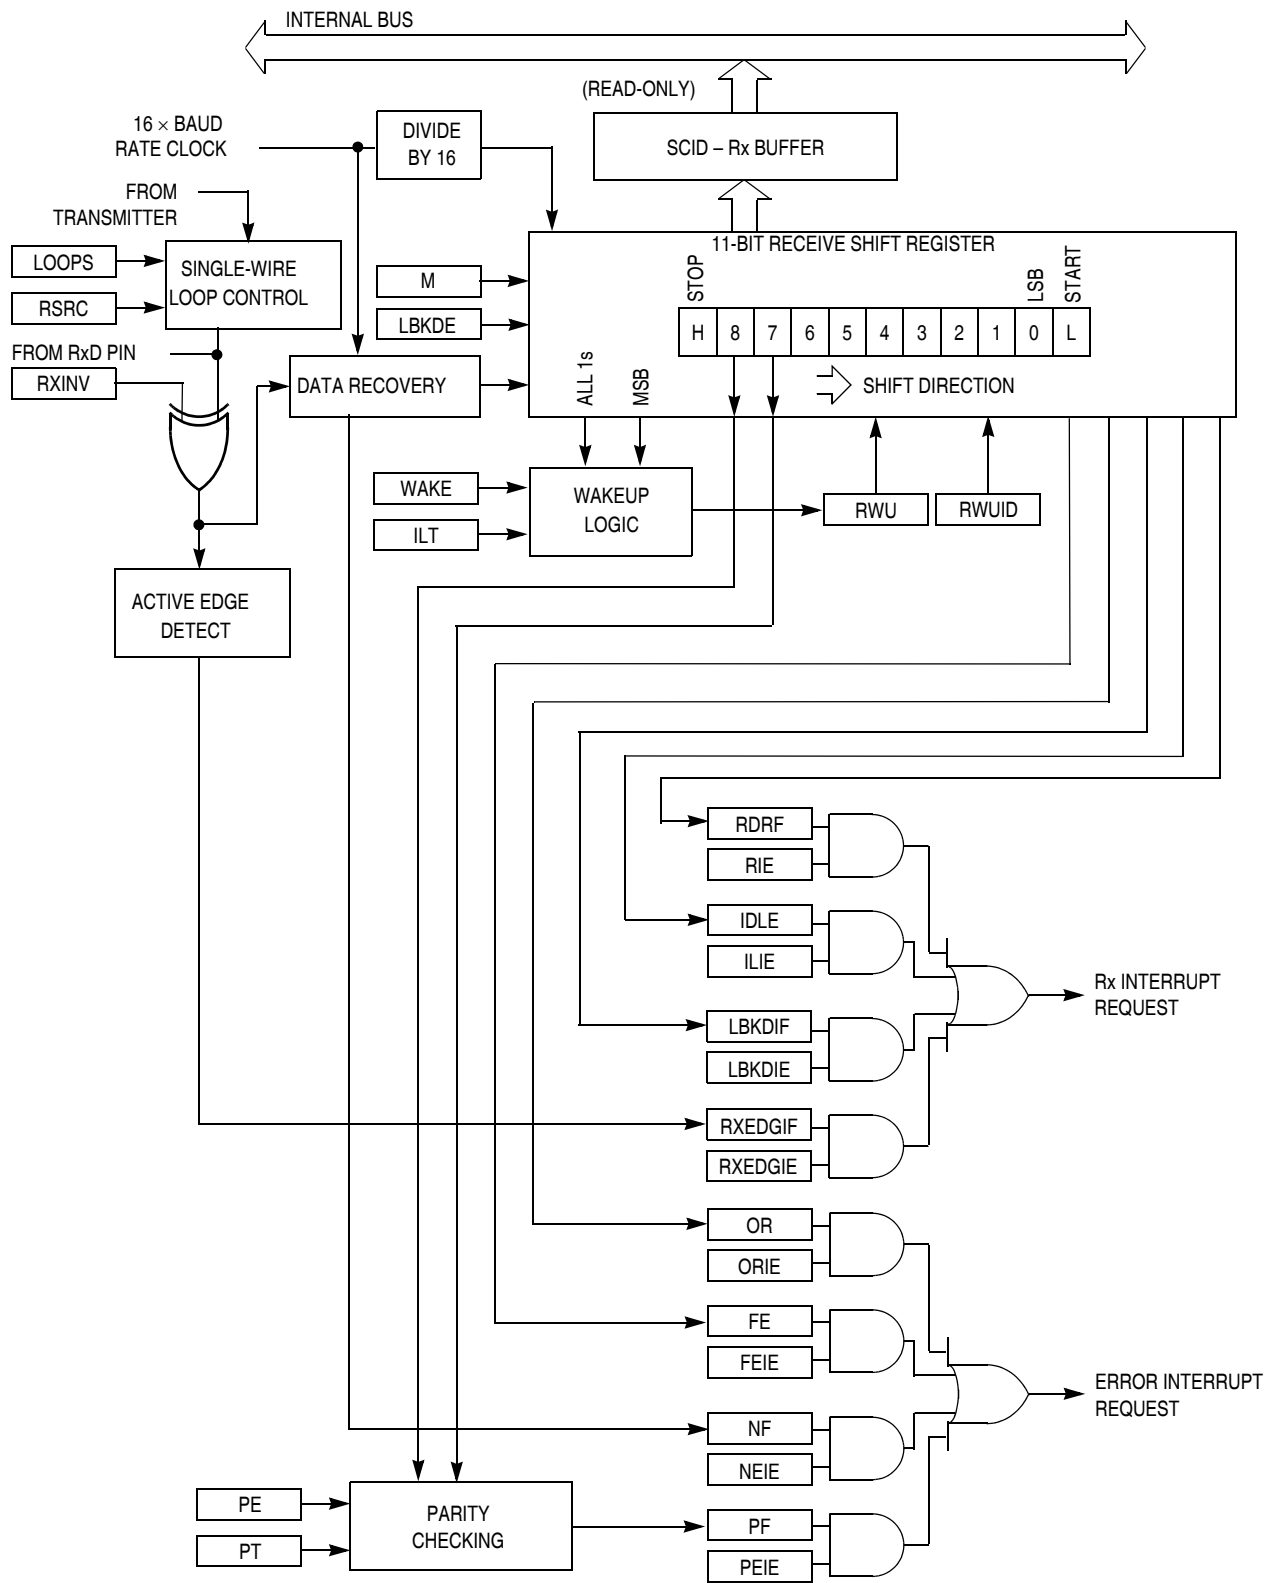 INTERNAL BUS
(READ-ONLY)
16 × BAUD
RATE CLOCK
DIVIDE
BY 16
SCID – Rx BUFFER
FROM
TRANSMITTER
11-BIT RECEIVE SHIFT REGISTER
LOOPS
RSRC
SINGLE-WIRE
LOOP CONTROL
M
LBKDE
STOP
LSB
START
H 8 7 6 5 4 3 2 1 0 L
FROM RxD PIN
RXINV
DATA RECOVERY
ALL 1s
MSB
SHIFT DIRECTION
WAKE
ILT
WAKEUP
LOGIC
RWU
RWUID
ACTIVE EDGE
DETECT
RDRF
RIE
IDLE
ILIE
Rx INTERRUPT
REQUEST
LBKDIF
LBKDIE
RXEDGIF
RXEDGIE
OR
ORIE
FE
FEIE
ERROR INTERRUPT
REQUEST
NF
NEIE
PE
PT
PARITY
CHECKING
PF
PEIE